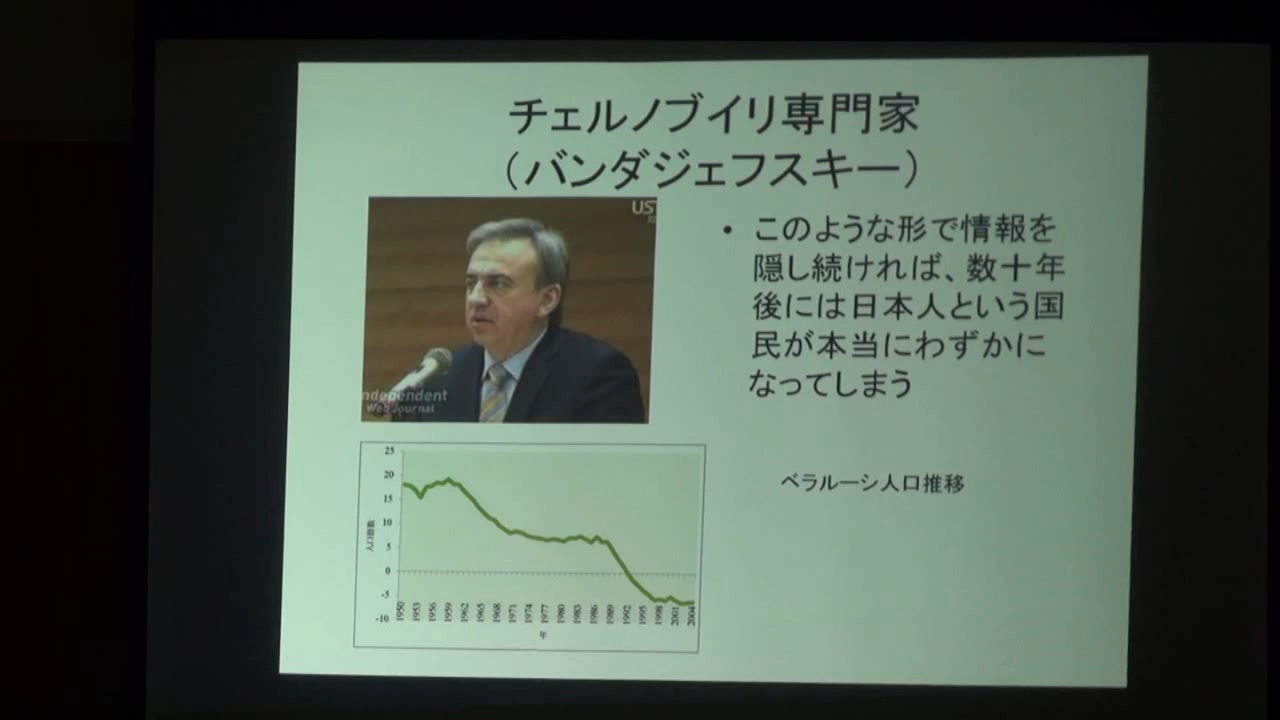 チェルノブイリ専門家
（バンダジェフスキー）
US
• このような形で情報を
隠し続ければ、数十年
後には日本人という国
民が本当にわずかに
なってしまう
ndependent
Web Journal
ベラルーシ人口推移
25
20
15
10
5
0
-5
-10
1950 1953 1956 1959 1962 1965 1968 1971 1974 1977 1980 1983 1986 1989 1992 1995 1998 2001 2004
年